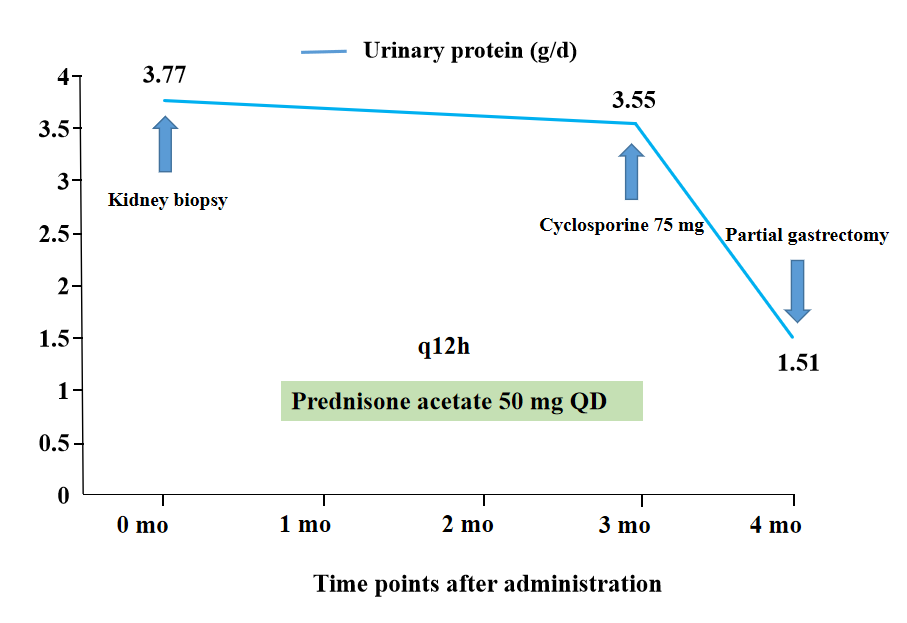 Urinary protein (g/d)
4
3.77
3.55
3.5
3
Kidney biopsy
Cyclosporine 75 mg
2.5
Partial gastrectomy
2
1.5
q12h
1.51
1
Prednisone acetate 50 mg QD
0.5
0
0 mo 1 mo 2 mo 3 mo 4 mo
Time points after administration